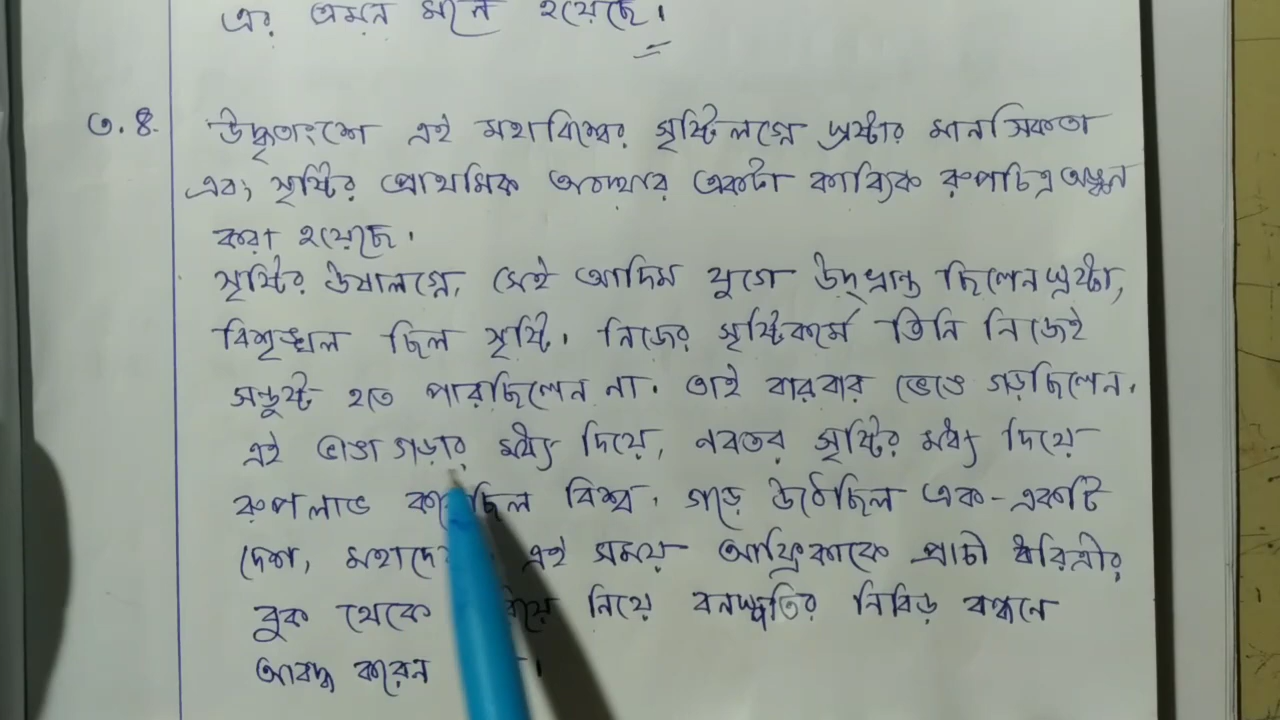 এর এমন মনে হয়েছে।
৩.৪. উদ্ধৃতাংশে এই মহাবিশ্বের সৃষ্টিলগ্নে স্রষ্টার মানসিকতা
এবং সৃষ্টির প্রাথমিক অবস্থার একটা কাব্যিক রূপচিত্র অঙ্কন
করা হয়েছে।
সৃষ্টির ঊষালগ্নে, সেই আদিম যুগে উদ্‌ভ্রান্ত ছিলেন স্রষ্টা,
বিশৃঙ্খল ছিল সৃষ্টি। নিজের সৃষ্টিকর্মে তিনি নিজেই
সন্তুষ্ট হতে পারছিলেন না। তাই বারবার ভেঙে গড়ছিলেন।
এই ভাঙা গড়ার মধ্য দিয়ে, নবতর সৃষ্টির মধ্য দিয়ে
রূপলাভ করেছিল বিশ্ব। গড়ে উঠেছিল এক-একটি
দেশ, এই সময় আফ্রিকাকে প্রাচী ধরিত্রীর
বুক থেকে নিয়ে বনস্পতির নিবিড় বন্ধনে
আবদ্ধ করেন